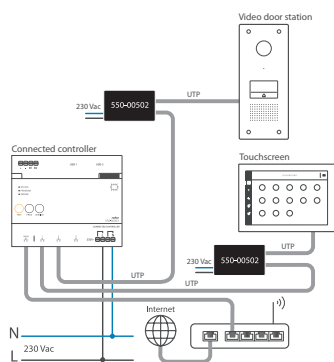 Video door station
UTP
230 Vac
550-00502
Connected controller
Touchscreen
UTP
550-00502
230 Vac
UTP
UTP
Internet
N
230 Vac
L